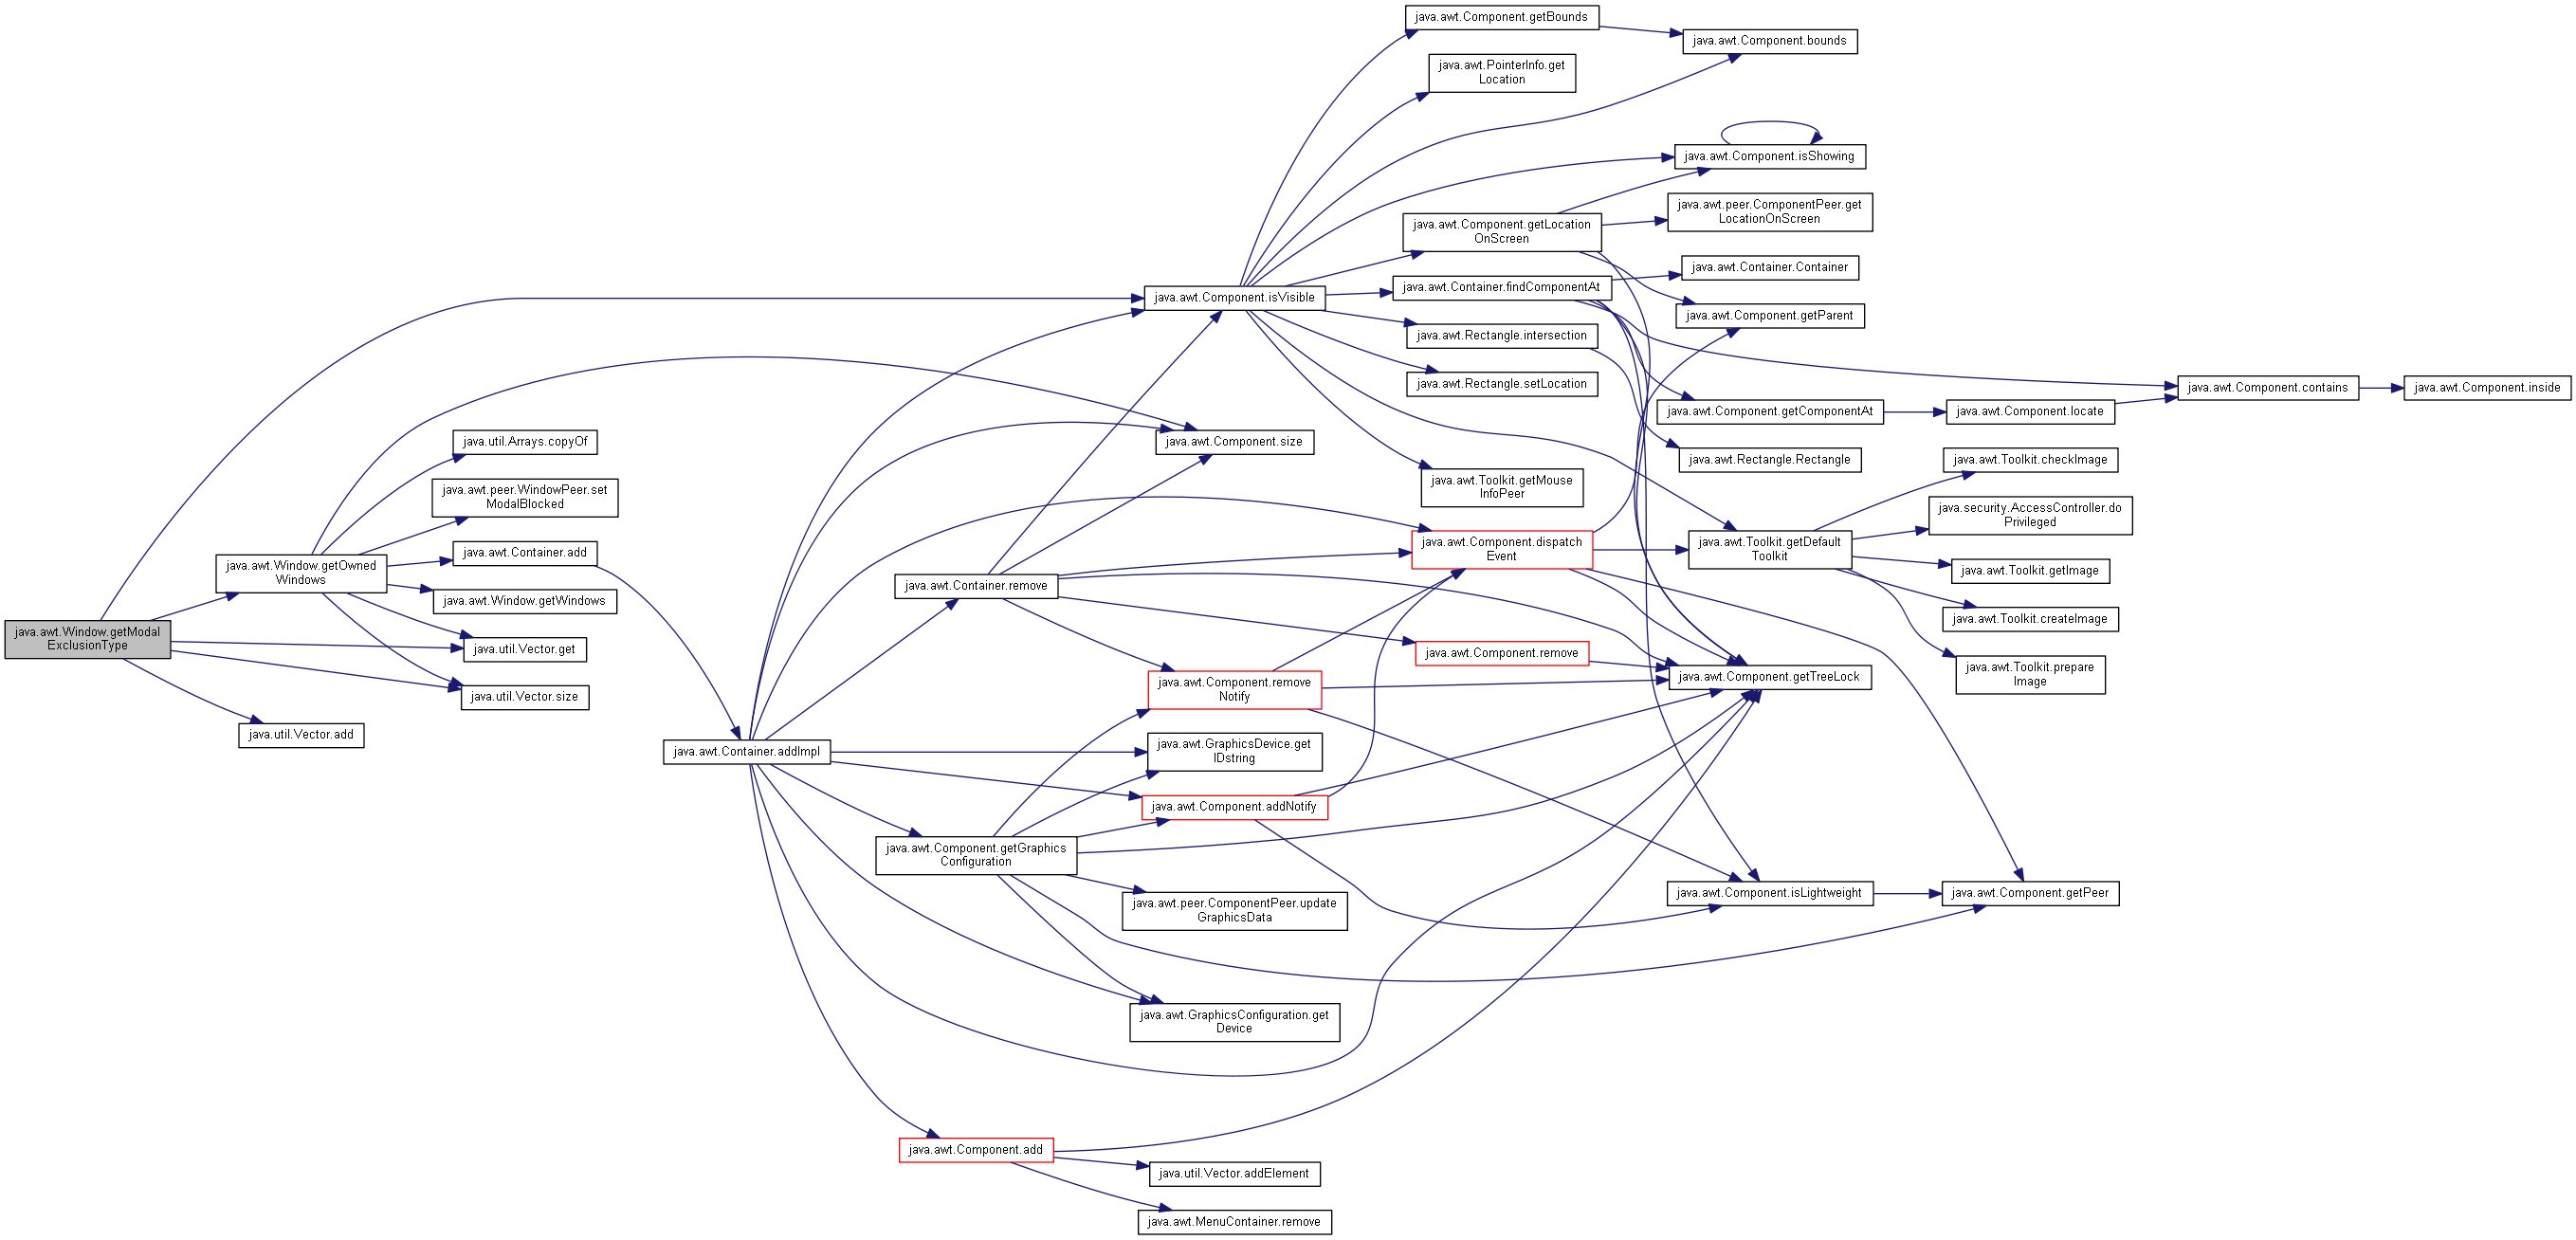 java.awt.Component.getBounds
java.awt.Component.bounds
java.awt.PointerInfo.get
Location
java.awt.Component.isShowing
java.awt.peer.ComponentPeer.get
LocationOnScreen
java.awt.Component.getLocation
OnScreen
java.awt.Container.Container
java.awt.Container.findComponentAt
java.awt.Component.isVisible
java.awt.Component.getParent
java.awt.Rectangle.intersection
java.awt.Rectangle.setLocation
java.awt.Component.contains
java.awt.Component.inside
java.awt.Component.getComponentAt
java.awt.Component.locate
java.util.Arrays.copyOf
java.awt.Component.size
java.awt.Rectangle.Rectangle
java.awt.Toolkit.checkImage
java.awt.Toolkit.getMouse
InfoPeer
java.awt.peer.WindowPeer.set
ModalBlocked
java.security.AccessController.do
Privileged
java.awt.Container.add
java.awt.Component.dispatch
Event
java.awt.Toolkit.getDefault
Toolkit
java.awt.Window.getOwned
Windows
java.awt.Toolkit.getImage
java.awt.Container.remove
java.awt.Window.getWindows
java.awt.Toolkit.createImage
java.awt.Window.getModal
ExclusionType
java.util.Vector.get
java.awt.Component.remove
java.awt.Toolkit.prepare
Image
java.awt.Component.getTreeLock
java.awt.Component.remove
Notify
java.util.Vector.size
java.util.Vector.add
java.awt.Container.addImpl
java.awt.GraphicsDevice.get
IDstring
java.awt.Component.addNotify
java.awt.Component.getGraphics
Configuration
java.awt.Component.isLightweight
java.awt.Component.getPeer
java.awt.peer.ComponentPeer.update
GraphicsData
java.awt.GraphicsConfiguration.get
Device
java.awt.Component.add
java.util.Vector.addElement
java.awt.MenuContainer.remove